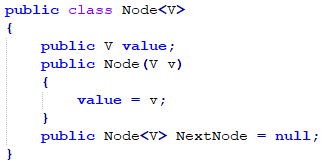 public class Node<V>
{
    public V value;
    public Node(V v)
    {
        value = v;
    }
    public Node<V> NextNode = null;
}